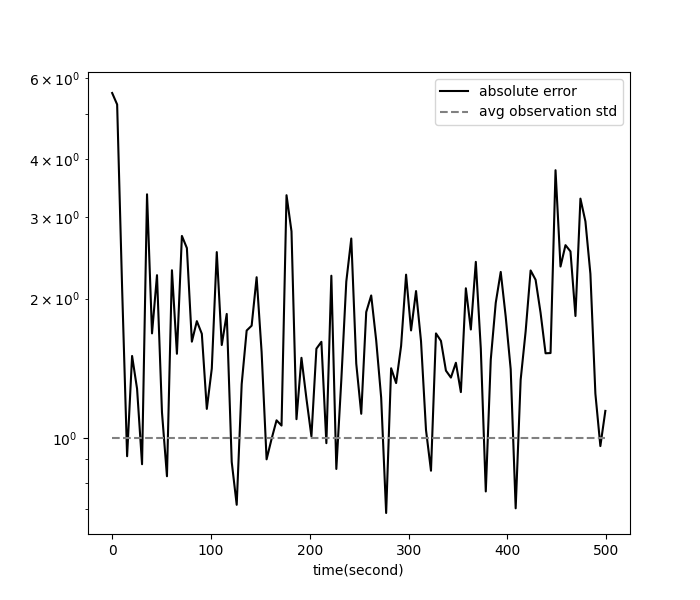 6 × 10⁰
4 × 10⁰
3 × 10⁰
2 × 10⁰
10⁰
absolute error
avg observation std
0 100 200 300 400 500
time(second)